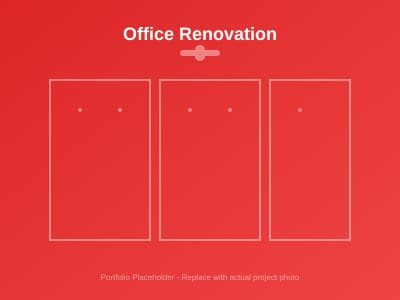 Office Renovation
Portfolio Placeholder - Replace with actual project photo